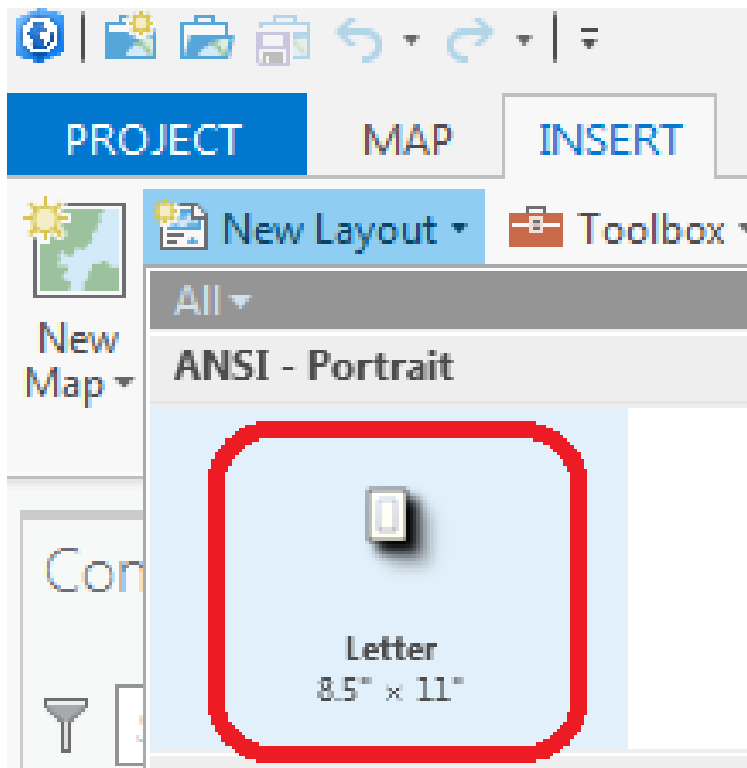 PROJECT MAP INSERT
New Layout Toolbox
All
New
Map
ANSI - Portrait
Letter
8.5" × 11"